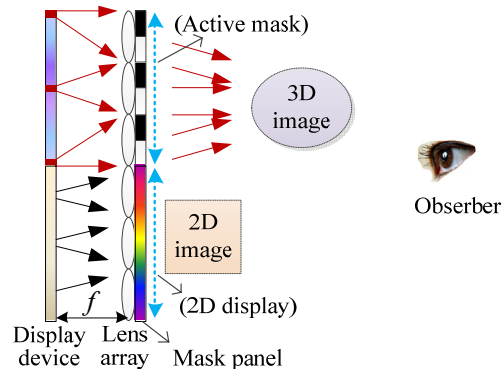 (Active mask)
3D
image
Obserber
2D
image
f
(2D display)
Display
device
Lens
array
Mask panel